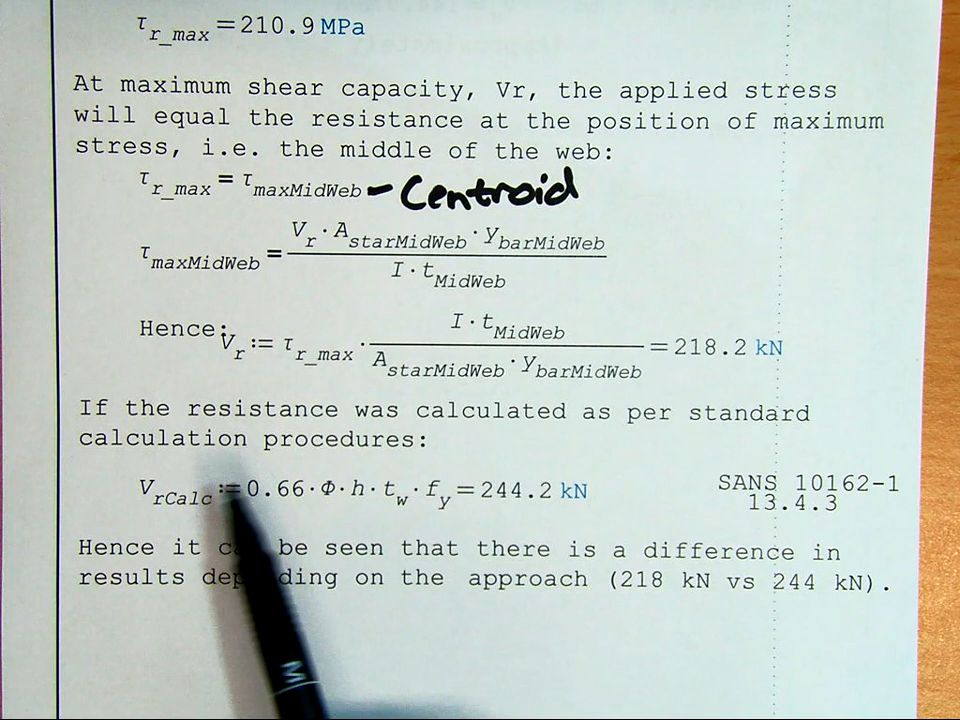 τr_max = 210.9 MPa
At maximum shear capacity, Vr, the applied stress
will equal the resistance at the position of maximum
stress, i.e. the middle of the web:
τr_max = τmaxMidWeb – Centroid
τmaxMidWeb = (Vr · AstarMidWeb · ybarMidWeb) / (I · tMidWeb)
Hence: Vr := τr_max · (I · tMidWeb) / (AstarMidWeb · ybarMidWeb) = 218.2 kN
If the resistance was calculated as per standard
calculation procedures:
VrCalc := 0.66 · Φ · h · tw · fy = 244.2 kN SANS 10162-1
13.4.3
Hence it be seen that there is a difference in
results on the approach (218 kN vs 244 kN).
M